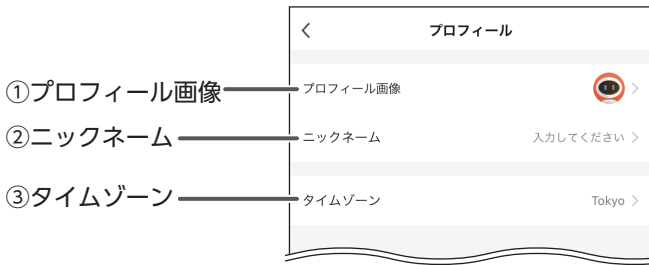 プロフィール
①プロフィール画像
プロフィール画像
②ニックネーム
ニックネーム 入力してください
③タイムゾーン
タイムゾーン Tokyo